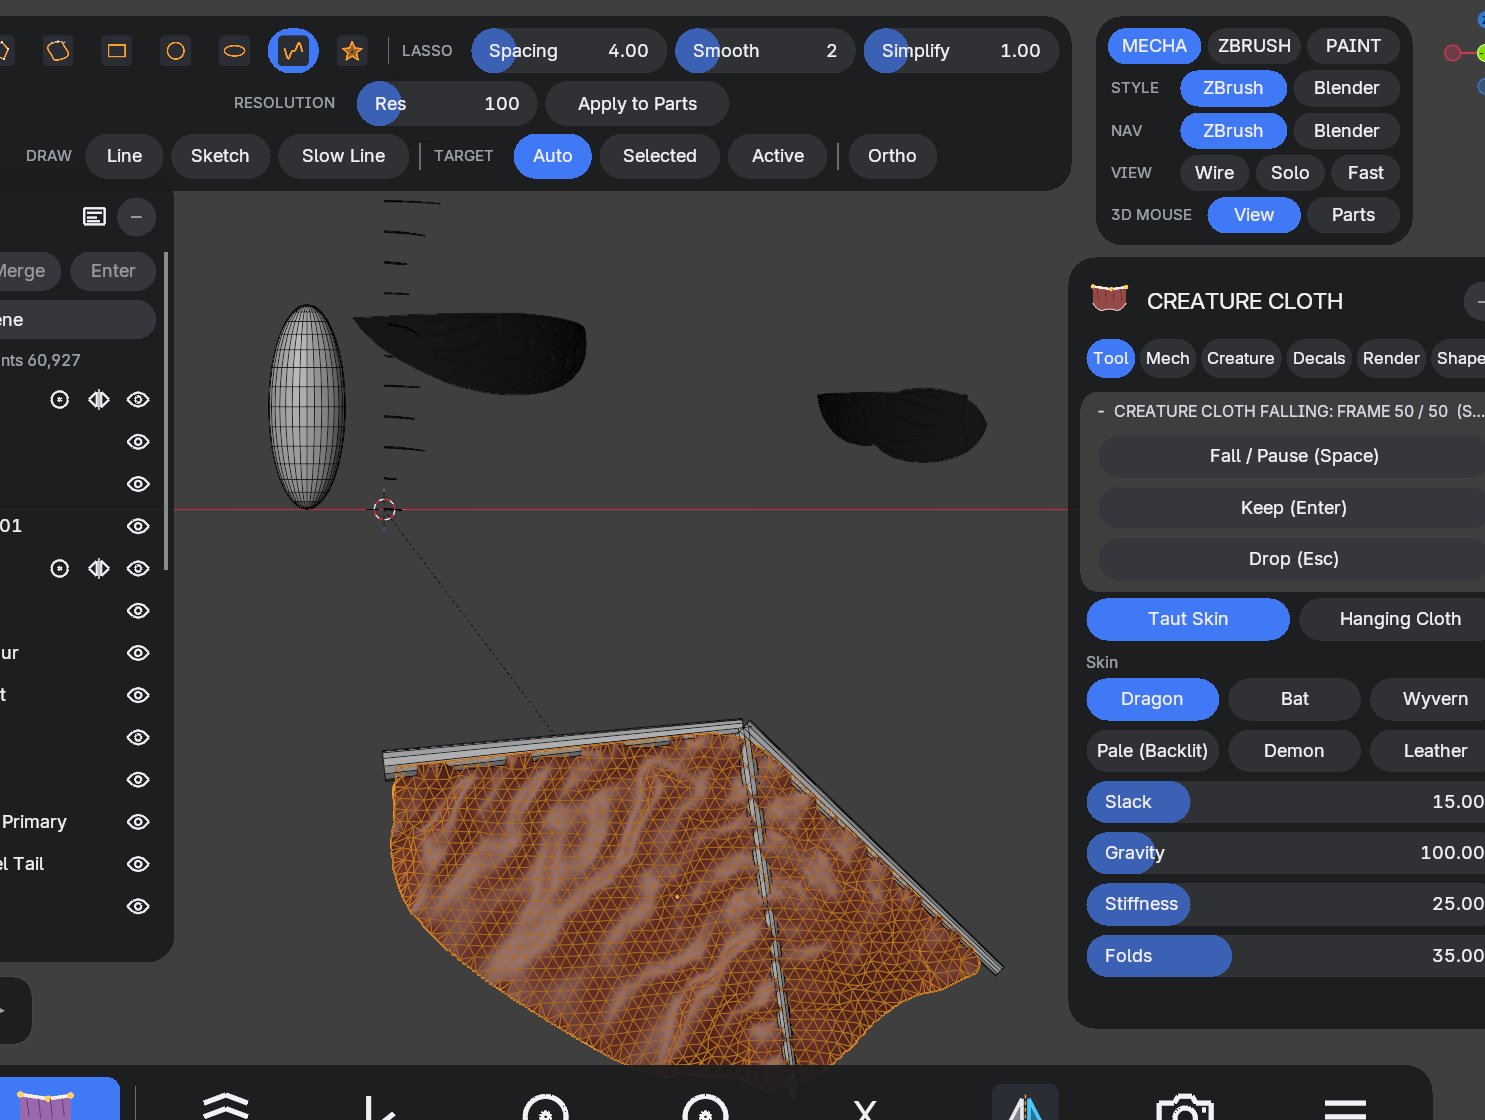 LASSO Spacing 4.00 Smooth 2 Simplify 1.00
RESOLUTION Res 100 Apply to Parts
DRAW Line Sketch Slow Line TARGET Auto Selected Active Ortho
MECHA ZBRUSH PAINT
STYLE ZBrush Blender
NAV ZBrush Blender
VIEW Wire Solo Fast
3D MOUSE View Parts
Merge Enter
ene
nts 60,927
01
ur
t
Primary
el Tail
CREATURE CLOTH
Tool Mech Creature Decals Render Shape
- CREATURE CLOTH FALLING: FRAME 50 / 50 (S...
Fall / Pause (Space)
Keep (Enter)
Drop (Esc)
Taut Skin Hanging Cloth
Skin
Dragon Bat Wyvern
Pale (Backlit) Demon Leather
Slack 15.00
Gravity 100.00
Stiffness 25.00
Folds 35.00
X